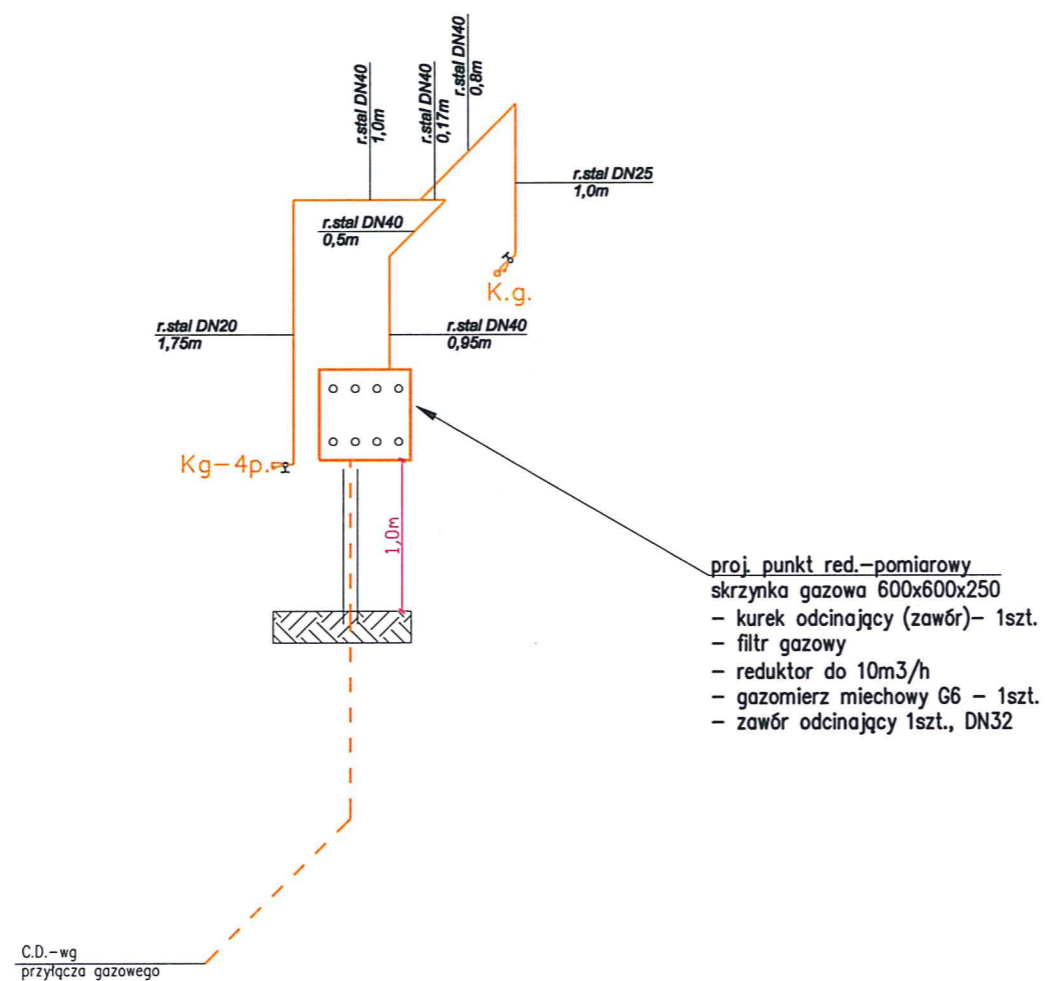 r.stal DN40
0,8m
r.stal DN40
1,0m
r.stal DN40
0,17m
r.stal DN25
1,0m
r.stal DN40
0,5m
K.g.
r.stal DN20
1,75m
r.stal DN40
0,95m
Kg-4p.
1,0m
proj. punkt red.-pomiarowy
skrzynka gazowa 600x600x250
- kurek odcinający (zawór)- 1szt.
- filtr gazowy
- reduktor do 10m3/h
- gazomierz miechowy G6 - 1szt.
- zawór odcinający 1szt., DN32
C.D.-wg
przyłącza gazowego